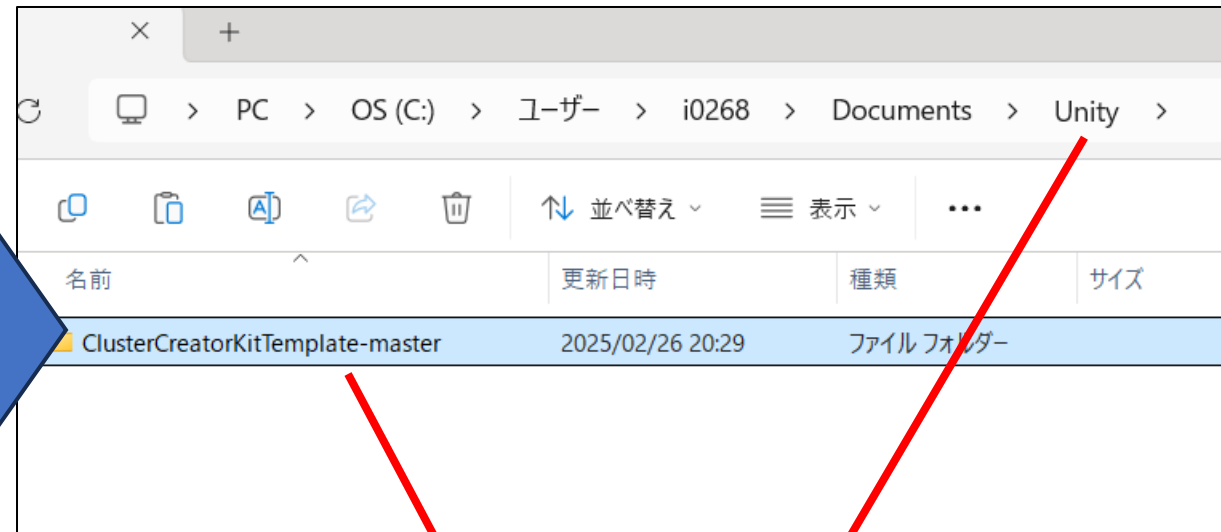 PC > OS (C:) > ユーザー > i0268 > Documents > Unity >
並べ替え 表示 ...
名前 更新日時 種類 サイズ
ClusterCreatorKitTemplate-master 2025/02/26 20:29 ファイル フォルダー